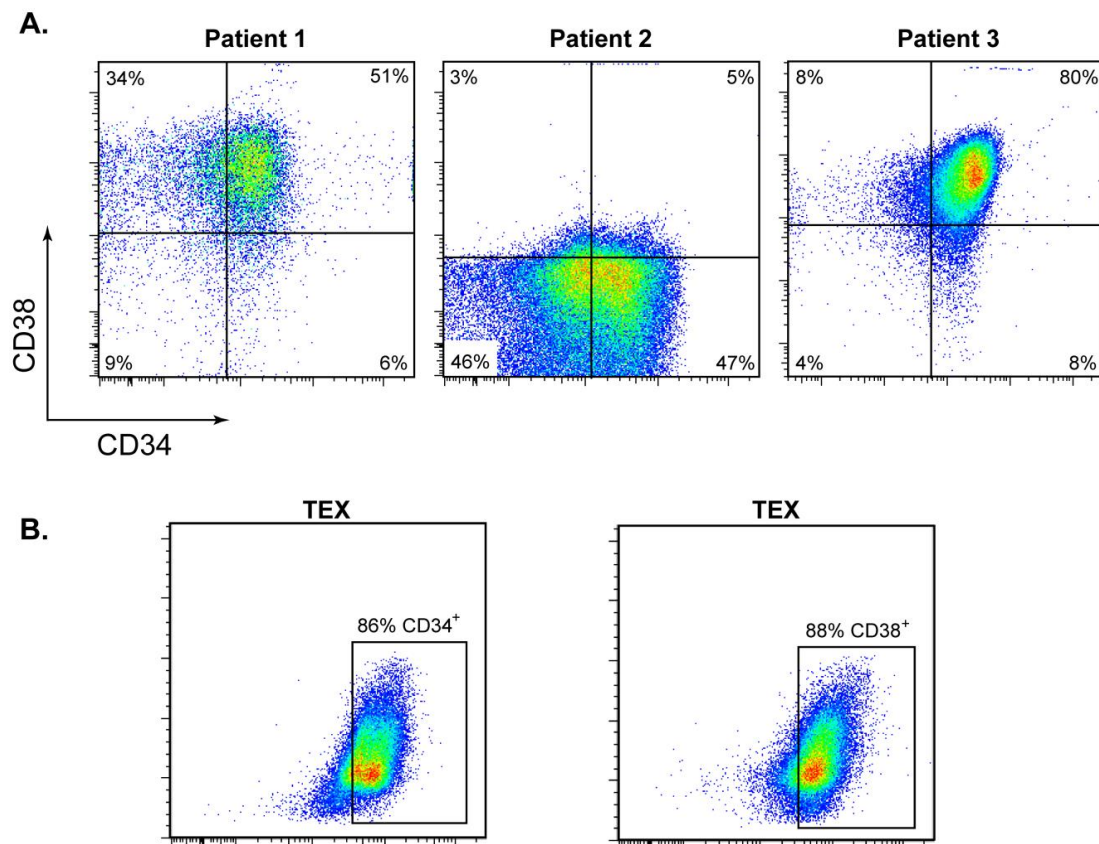 A.
Patient 1
Patient 2
Patient 3
34%
51%
3%
5%
8%
80%
9%
6%
46%
47%
4%
8%
CD38
CD34
B.
TEX
TEX
86% CD34+
88% CD38+